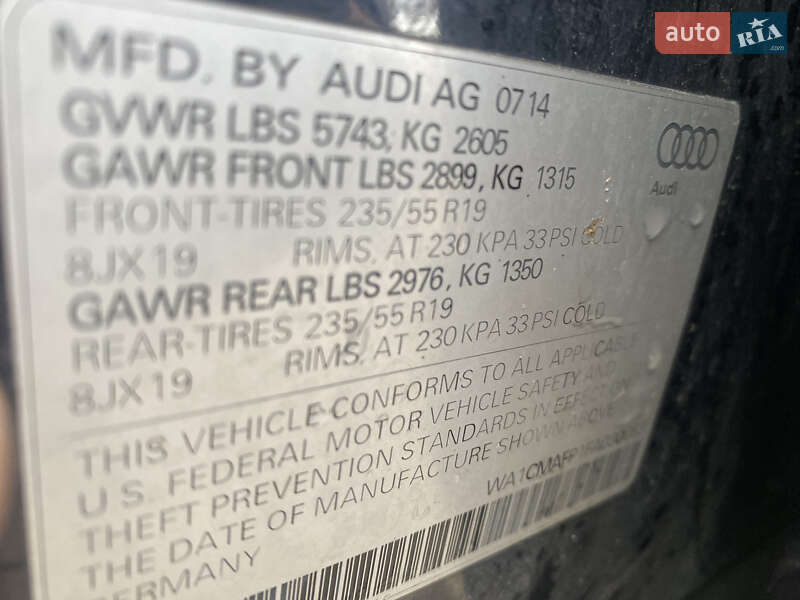 auto RIA.com
MFD. BY AUDI AG 0714
GVWR LBS 5743, KG 2605
GAWR FRONT LBS 2899, KG 1315
FRONT-TIRES 235/55 R19
8JX19 RIMS, AT 230 KPA 33 PSI COLD
GAWR REAR LBS 2976, KG 1350
REAR-TIRES 235/55 R19
8JX19 RIMS, AT 230 KPA 33 PSI COLD
Audi
THIS VEHICLE CONFORMS TO ALL APPLICABLE
U.S. FEDERAL MOTOR VEHICLE SAFETY AND
THEFT PREVENTION STANDARDS IN EFFECT ON
THE DATE OF MANUFACTURE SHOWN ABOVE.
GERMANY